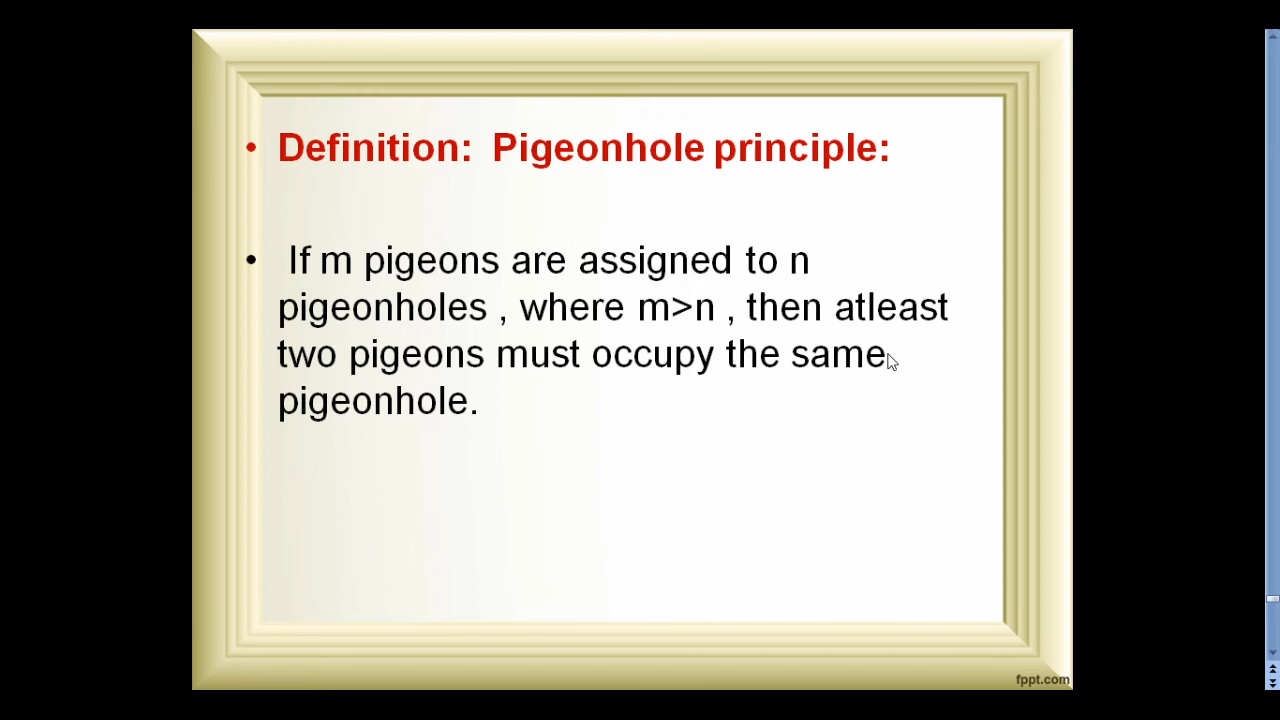 • Definition: Pigeonhole principle:
• If m pigeons are assigned to n
pigeonholes , where m>n , then atleast
two pigeons must occupy the same
pigeonhole.
fppt.com